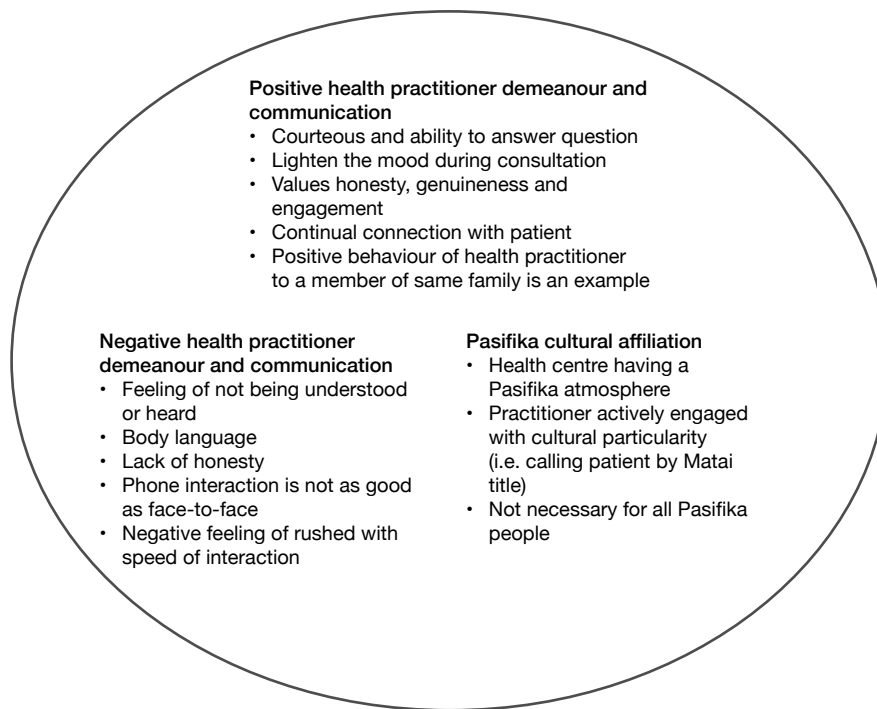 Positive health practitioner demeanour and
communication
• Courteous and ability to answer question
• Lighten the mood during consultation
• Values honesty, genuineness and
engagement
• Continual connection with patient
• Positive behaviour of health practitioner
to a member of same family is an example
Negative health practitioner
demeanour and communication
• Feeling of not being understood
or heard
• Body language
• Lack of honesty
• Phone interaction is not as good
as face-to-face
• Negative feeling of rushed with
speed of interaction
Pasifika cultural affiliation
• Health centre having a
Pasifika atmosphere
• Practitioner actively engaged
with cultural particularity
(i.e. calling patient by Matai
title)
• Not necessary for all Pasifika
people